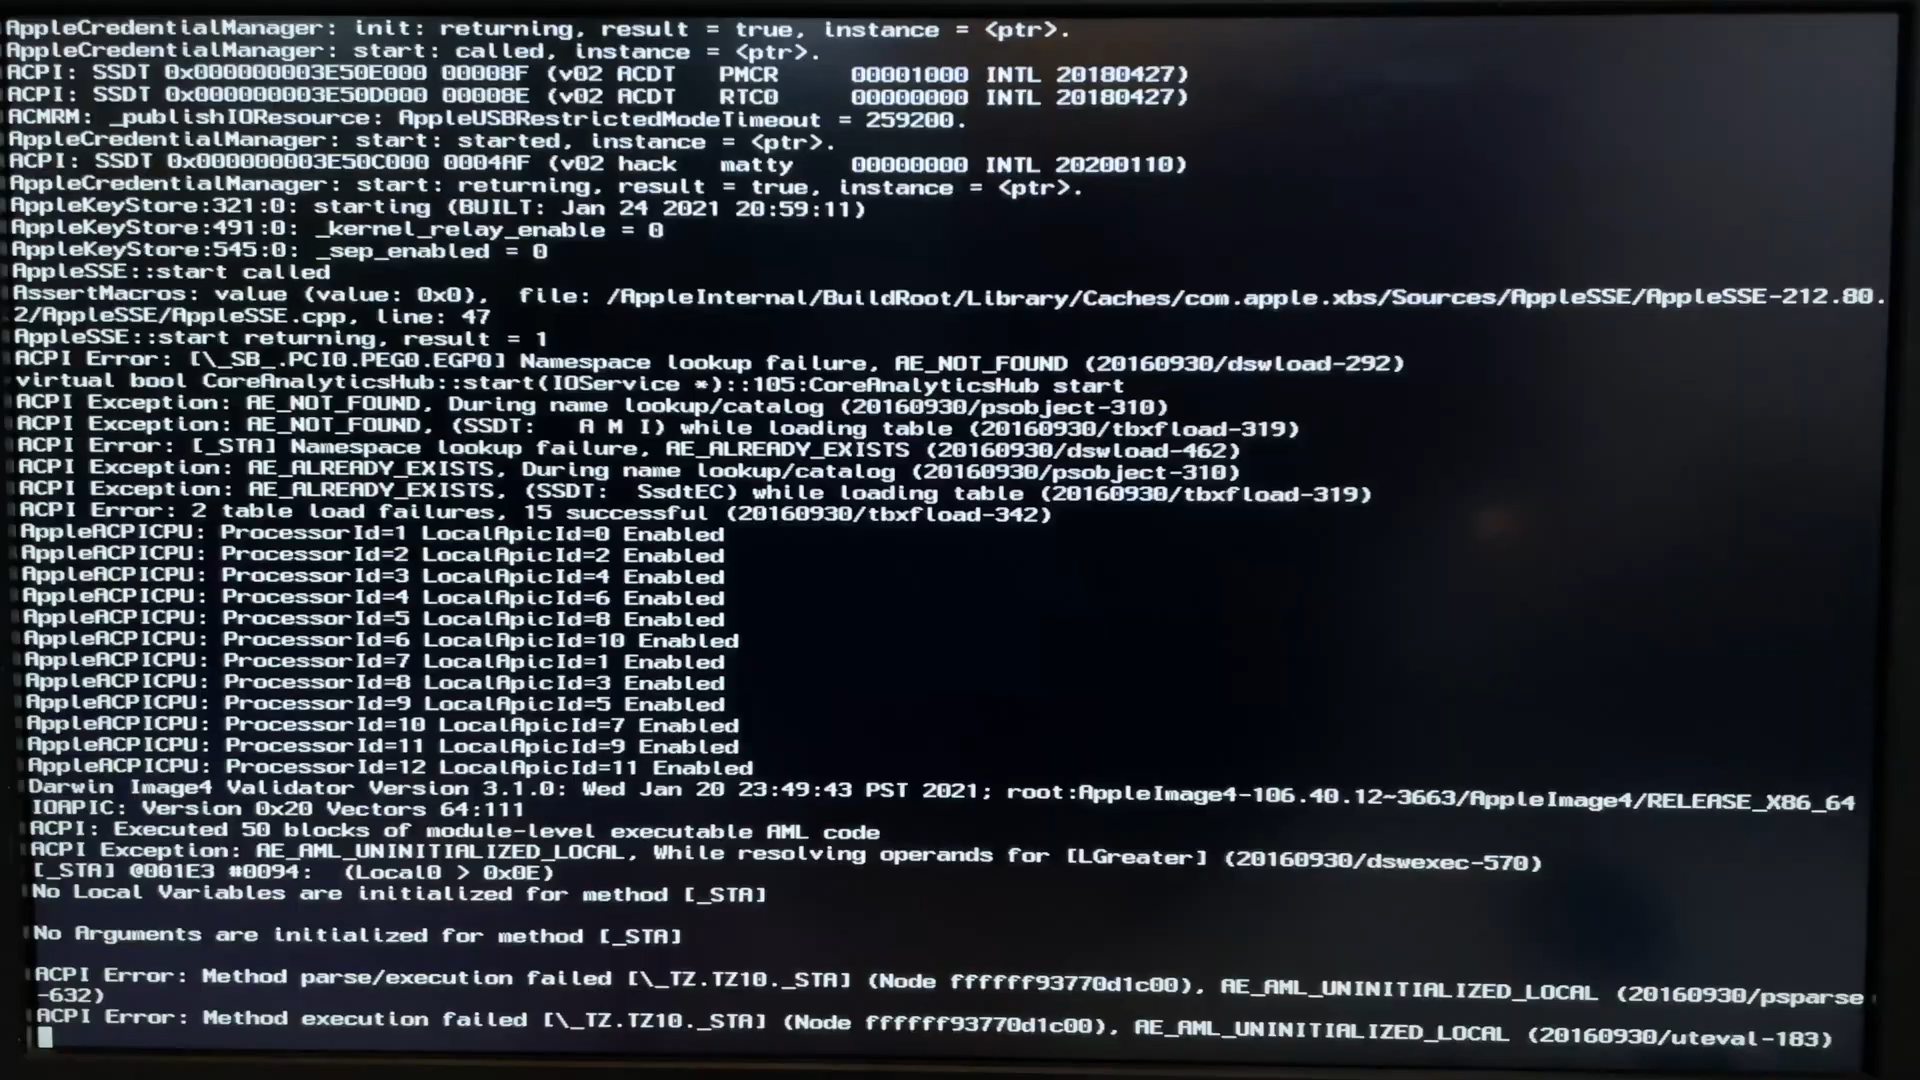 AppleCredentialManager: init: returning, result = true, instance = <ptr>.
AppleCredentialManager: start: called, instance = <ptr>.
ACPI: SSDT 0x000000003E50E000 00008F (v02 ACDT   PMCR     00001000 INTL 20180427)
ACPI: SSDT 0x000000003E50D000 00008E (v02 ACDT   RTC0     00000000 INTL 20180427)
ACMRM: _publishIOResource: AppleUSBRestrictedModeTimeout = 259200.
AppleCredentialManager: start: started, instance = <ptr>.
ACPI: SSDT 0x000000003E50C000 0004AF (v02 hack   matty    00000000 INTL 20200110)
AppleCredentialManager: start: returning, result = true, instance = <ptr>.
AppleKeyStore:321:0: starting (BUILT: Jan 24 2021 20:59:11)
AppleKeyStore:491:0: _kernel_relay_enable = 0
AppleKeyStore:545:0: _sep_enabled = 0
AppleSSE::start called
AssertMacros: value (value: 0x0),  file: /AppleInternal/BuildRoot/Library/Caches/com.apple.xbs/Sources/AppleSSE/AppleSSE-212.80.
2/AppleSSE/AppleSSE.cpp, line: 47
AppleSSE::start returning, result = 1
ACPI Error: [\_SB_.PCI0.PEG0.EGP0] Namespace lookup failure, AE_NOT_FOUND (20160930/dswload-292)
virtual bool CoreAnalyticsHub::start(IOService *)::105:CoreAnalyticsHub start
ACPI Exception: AE_NOT_FOUND, During name lookup/catalog (20160930/psobject-310)
ACPI Exception: AE_NOT_FOUND, (SSDT:   A M I) while loading table (20160930/tbxfload-319)
ACPI Error: [_STA] Namespace lookup failure, AE_ALREADY_EXISTS (20160930/dswload-462)
ACPI Exception: AE_ALREADY_EXISTS, During name lookup/catalog (20160930/psobject-310)
ACPI Exception: AE_ALREADY_EXISTS, (SSDT:  SsdtEC) while loading table (20160930/tbxfload-319)
ACPI Error: 2 table load failures, 15 successful (20160930/tbxfload-342)
AppleACPICPU: ProcessorId=1 LocalApicId=0 Enabled
AppleACPICPU: ProcessorId=2 LocalApicId=2 Enabled
AppleACPICPU: ProcessorId=3 LocalApicId=4 Enabled
AppleACPICPU: ProcessorId=4 LocalApicId=6 Enabled
AppleACPICPU: ProcessorId=5 LocalApicId=8 Enabled
AppleACPICPU: ProcessorId=6 LocalApicId=10 Enabled
AppleACPICPU: ProcessorId=7 LocalApicId=1 Enabled
AppleACPICPU: ProcessorId=8 LocalApicId=3 Enabled
AppleACPICPU: ProcessorId=9 LocalApicId=5 Enabled
AppleACPICPU: ProcessorId=10 LocalApicId=7 Enabled
AppleACPICPU: ProcessorId=11 LocalApicId=9 Enabled
AppleACPICPU: ProcessorId=12 LocalApicId=11 Enabled
Darwin Image4 Validator Version 3.1.0: Wed Jan 20 23:49:43 PST 2021; root:AppleImage4-106.40.12~3663/AppleImage4/RELEASE_X86_64
IOAPIC: Version 0x20 Vectors 64:111
ACPI: Executed 50 blocks of module-level executable AML code
ACPI Exception: AE_AML_UNINITIALIZED_LOCAL, While resolving operands for [LGreater] (20160930/dswexec-570)
[_STA] @001E3 #0094:  (Local0 > 0x0E)
No Local Variables are initialized for method [_STA]
No Arguments are initialized for method [_STA]
ACPI Error: Method parse/execution failed [\_TZ.TZ10._STA] (Node ffffff93770d1c00), AE_AML_UNINITIALIZED_LOCAL (20160930/psparse
-632)
ACPI Error: Method execution failed [\_TZ.TZ10._STA] (Node ffffff93770d1c00), AE_AML_UNINITIALIZED_LOCAL (20160930/uteval-183)